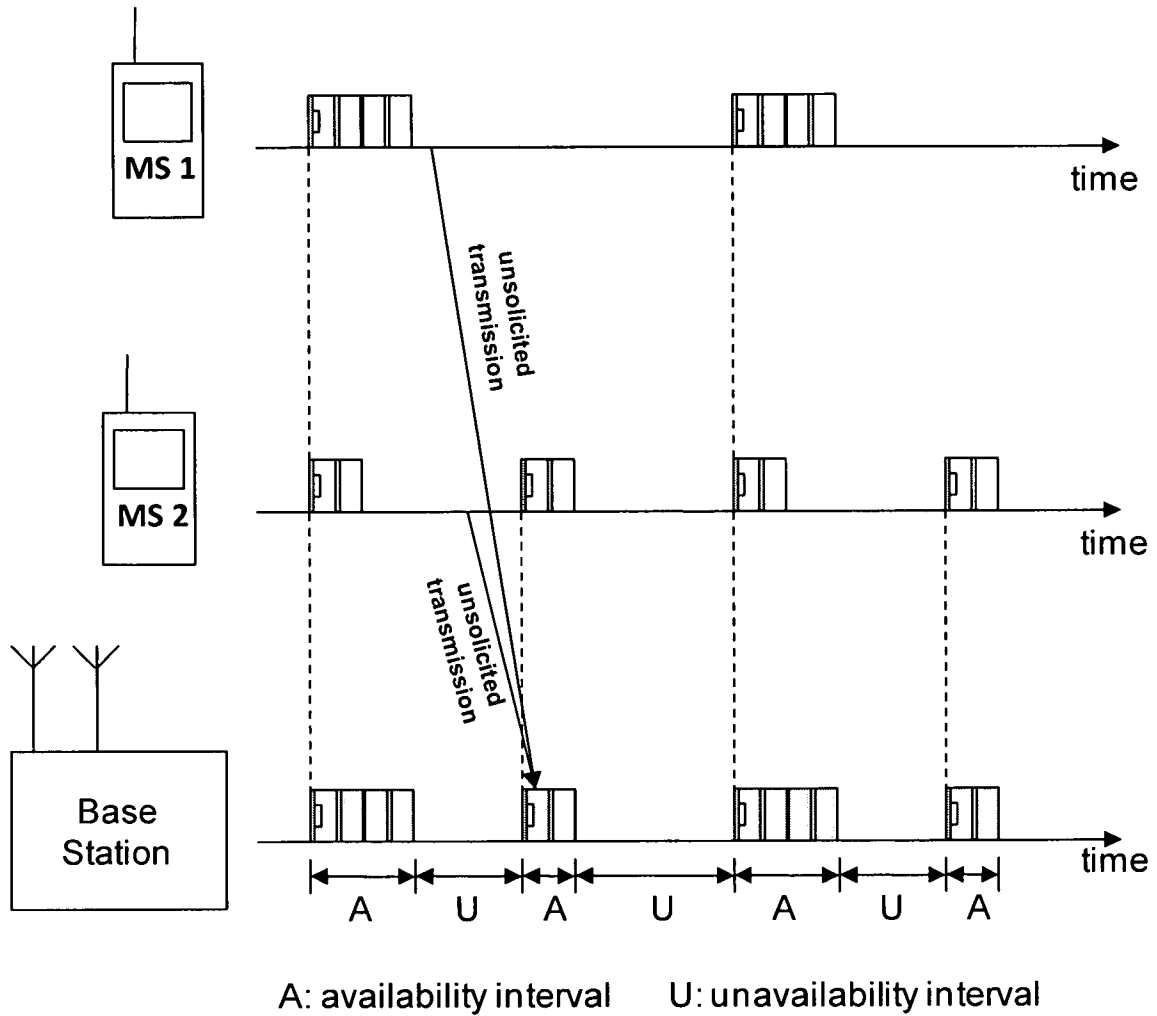 MS 1
time
unsolicited
transmission
MS 2
time
unsolicited
transmission
Base
Station
time
A U A U A U A
A: availability interval U: unavailability interval